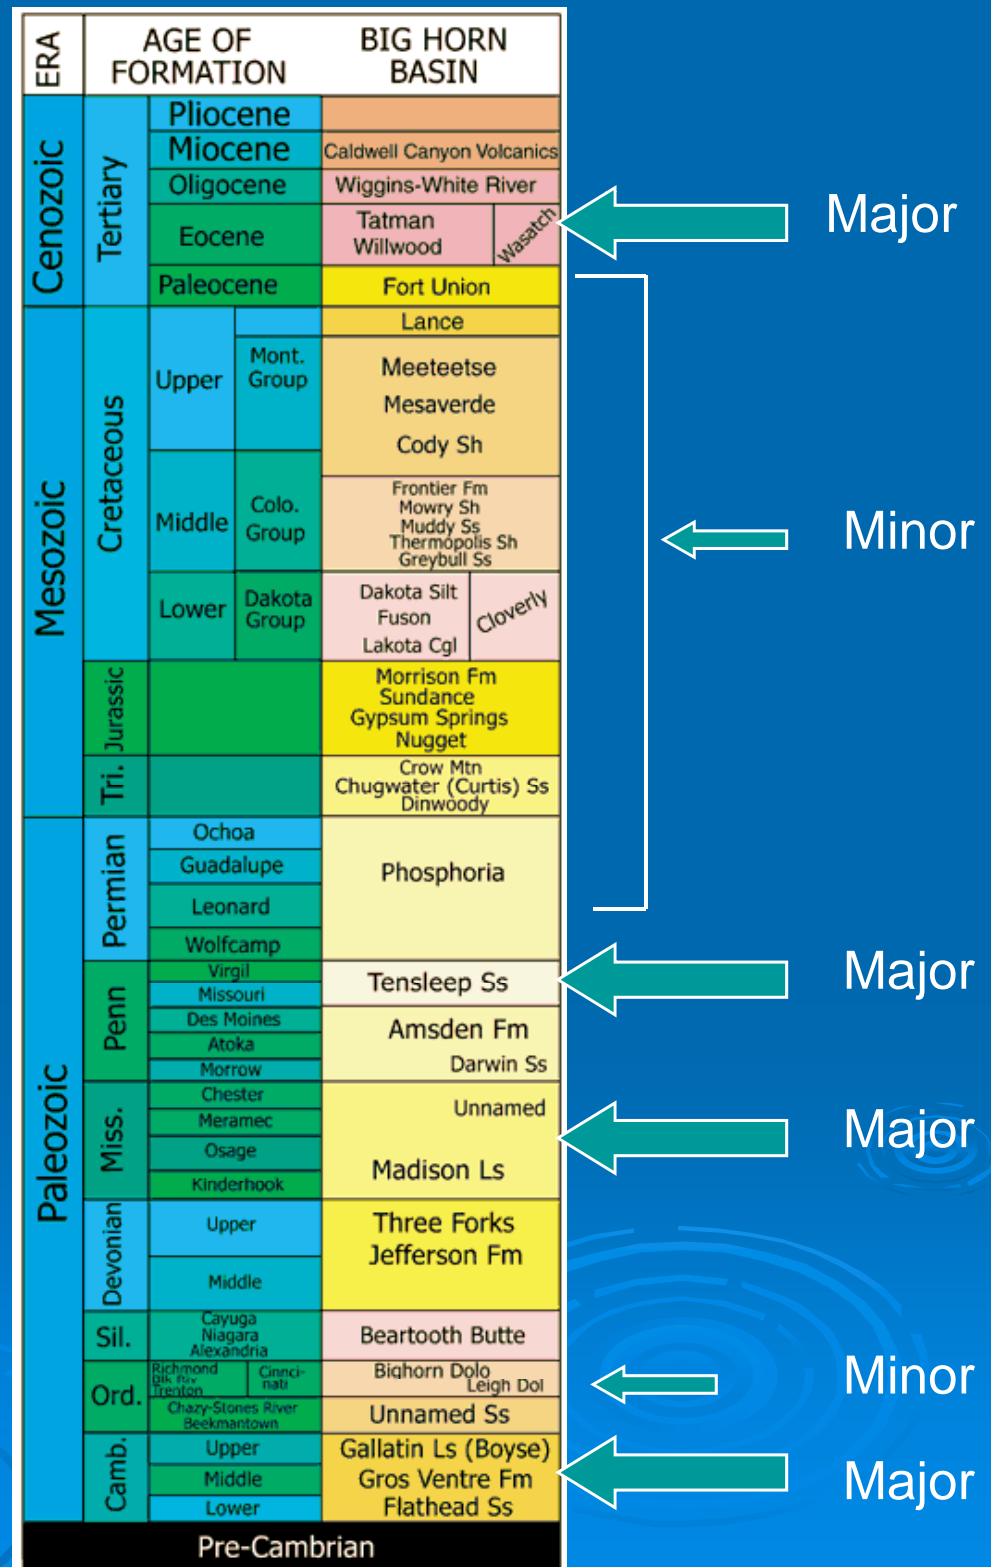 ERA
AGE OF
FORMATION
BIG HORN
BASIN
Cenozoic
Tertiary
Pliocene
Miocene
Caldwell Canyon Volcanics
Oligocene
Wiggins-White River
Eocene
Tatman
Willwood
Wasatch
Major
Paleocene
Fort Union
Mesozoic
Cretaceous
Upper
Lance
Mont.
Group
Meeteetse
Mesaverde
Cody Sh
Middle
Colo.
Group
Frontier Fm
Mowry Sh
Muddy Ss
Thermopolis Sh
Greybull Ss
Minor
Lower
Dakota
Group
Dakota Silt
Fuson
Lakota Cgl
Cloverly
Jurassic
Morrison Fm
Sundance
Gypsum Springs
Nugget
Tri.
Crow Mtn
Chugwater (Curtis) Ss
Dinwoody
Paleozoic
Permian
Ochoa
Guadalupe
Leonard
Wolfcamp
Phosphoria
Penn
Virgil
Missouri
Des Moines
Atoka
Morrow
Tensleep Ss
Amsden Fm
Darwin Ss
Major
Miss.
Chester
Meramec
Osage
Kinderhook
Unnamed
Madison Ls
Major
Devonian
Upper
Middle
Three Forks
Jefferson Fm
Sil.
Cayuga
Niagara
Alexandria
Beartooth Butte
Ord.
Richmond
Blk Riv
Trenton
Cinnci-
nati
Bighorn Dolo
Leigh Dol
Minor
Chazy-Stones River
Beekmantown
Unnamed Ss
Camb.
Upper
Middle
Lower
Gallatin Ls (Boyse)
Gros Ventre Fm
Flathead Ss
Major
Pre-Cambrian